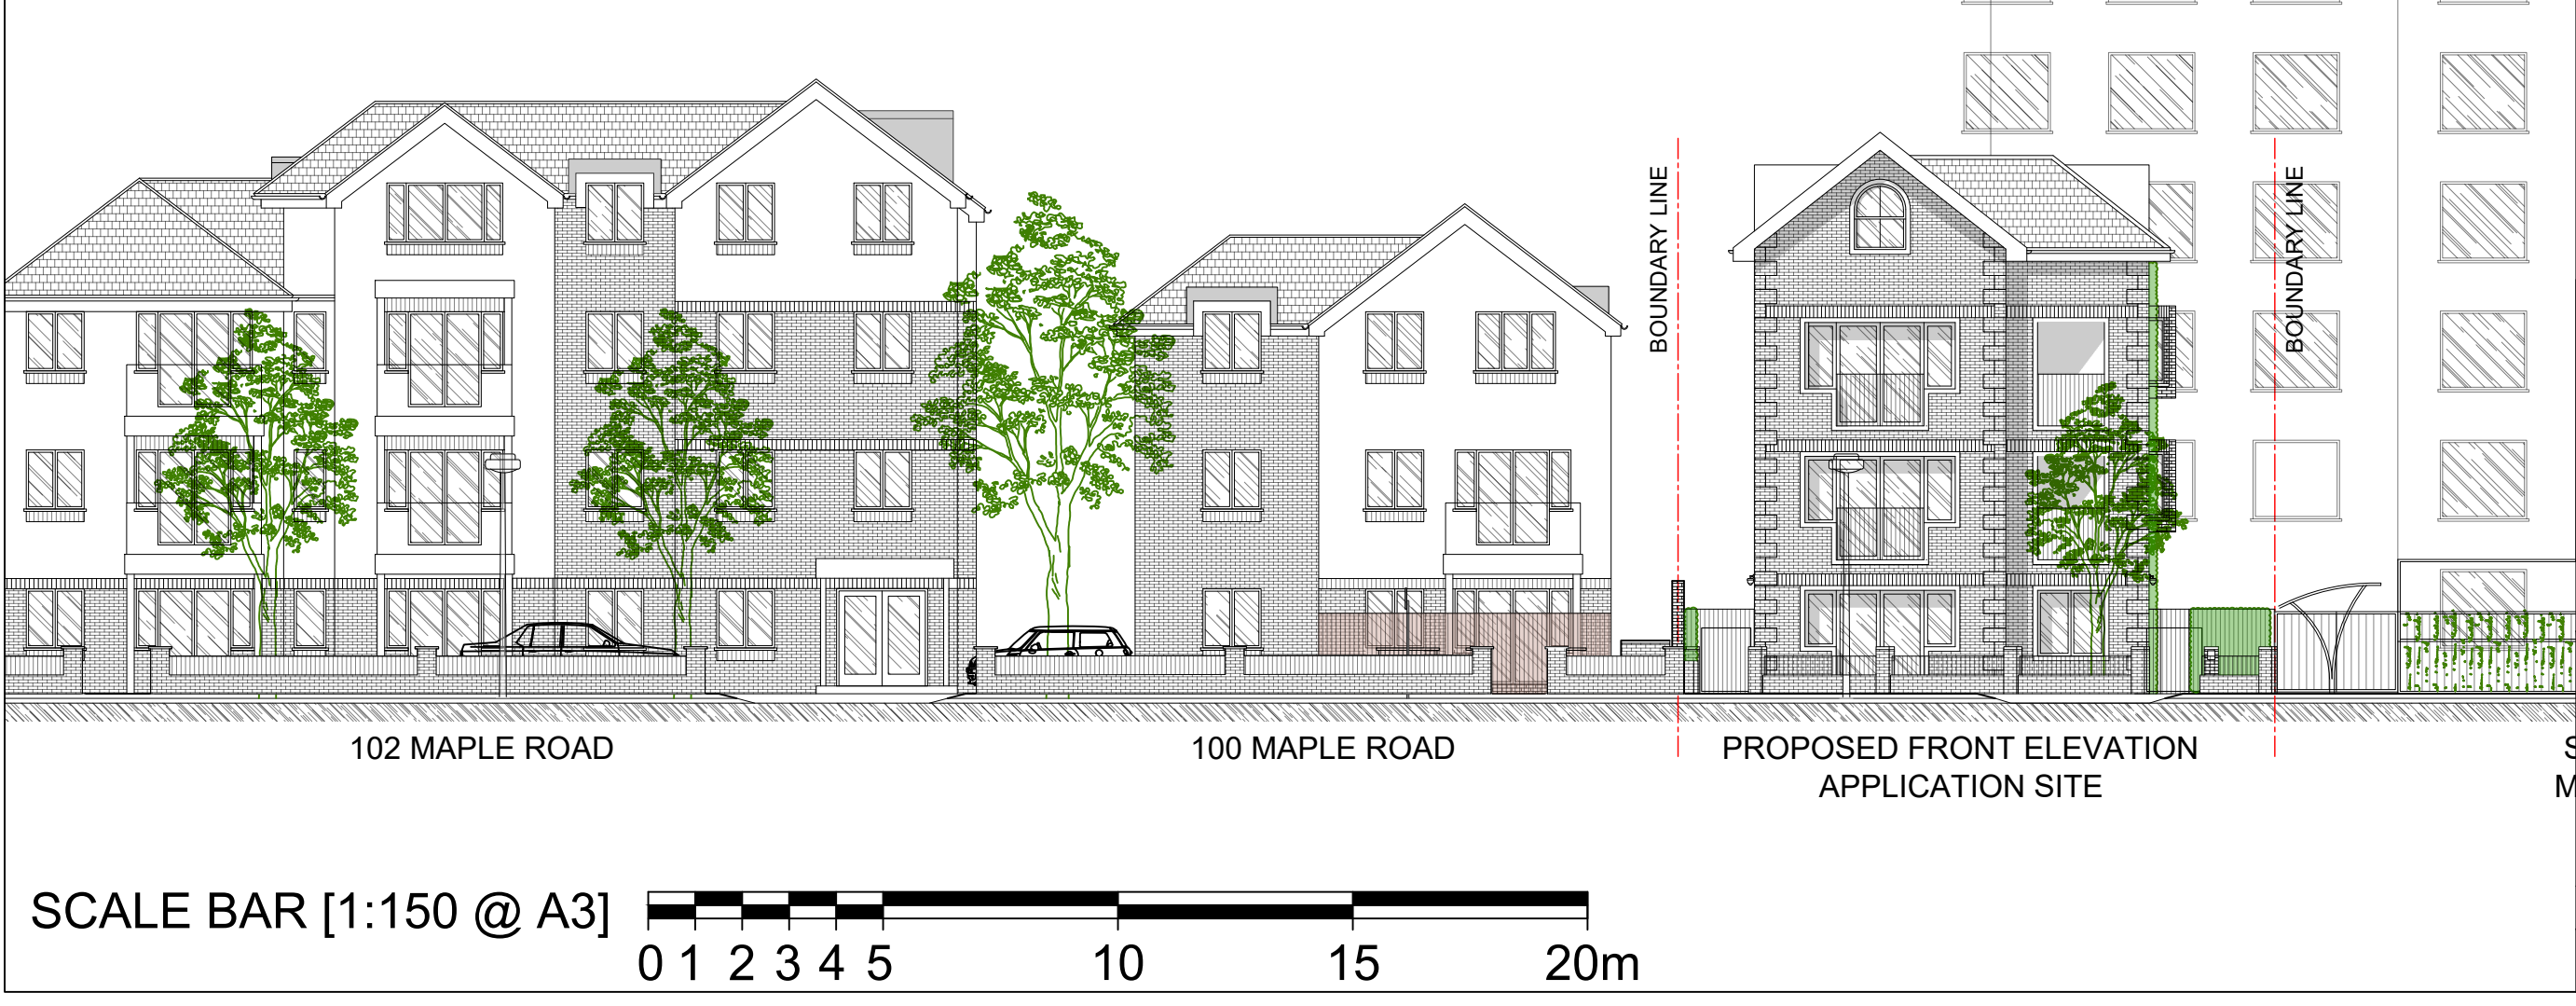 BOUNDARY LINE
BOUNDARY LINE
102 MAPLE ROAD
100 MAPLE ROAD
PROPOSED FRONT ELEVATION
APPLICATION SITE
SCALE BAR [1:150 @ A3]
0 1 2 3 4 5 10 15 20m